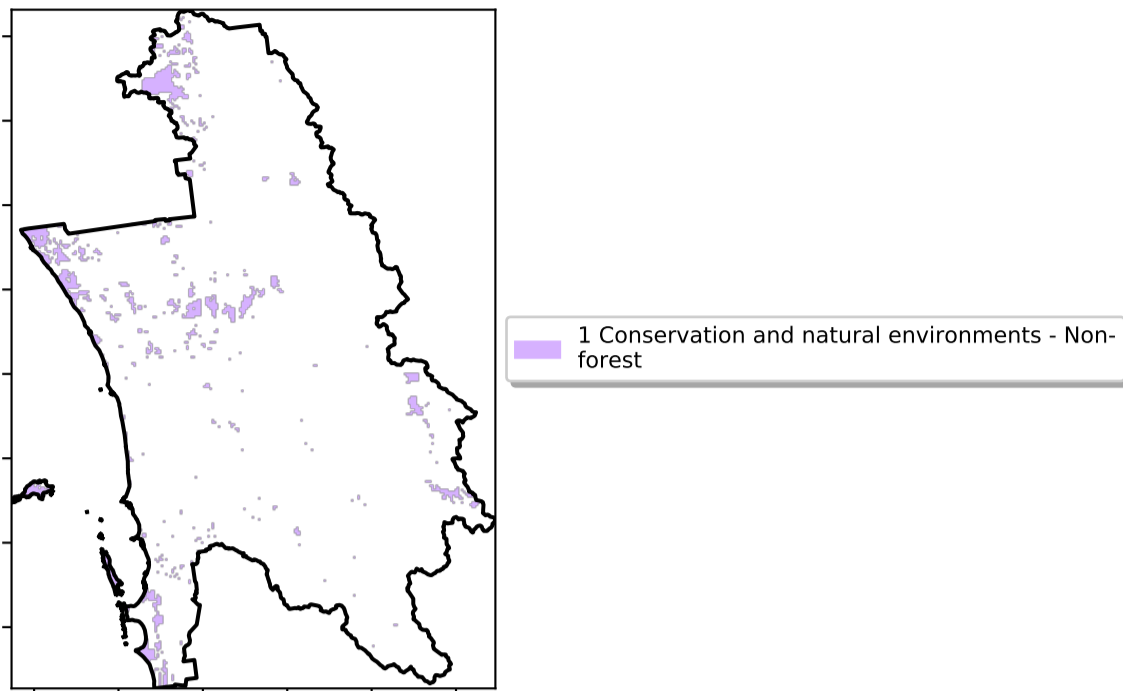 1 Conservation and natural environments - Non-
forest